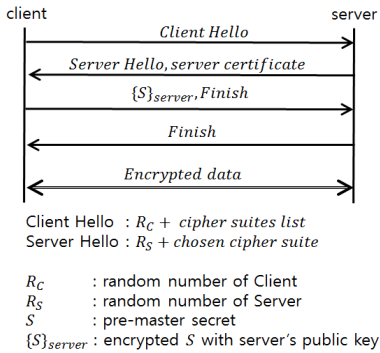 client server
Client Hello
Server Hello, server certificate
{S}server, Finish
Finish
Encrypted data
Client Hello : RC + cipher suites list
Server Hello : RS + chosen cipher suite
RC : random number of Client
RS : random number of Server
S : pre-master secret
{S}server : encrypted S with server's public key